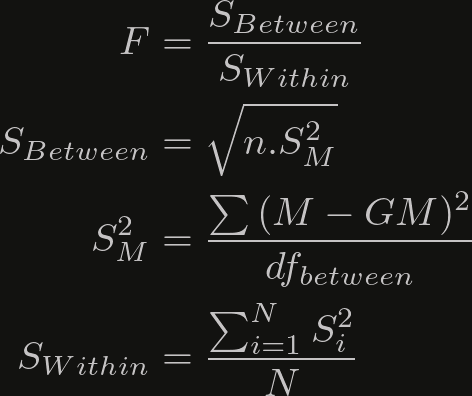 F = \frac{S_{Between}}{S_{Within}}
S_{Between} = \sqrt{n.S_M^2}
S_M^2 = \frac{\sum (M - GM)^2}{df_{between}}
S_{Within} = \frac{\sum_{i=1}^{N} S_i^2}{N}